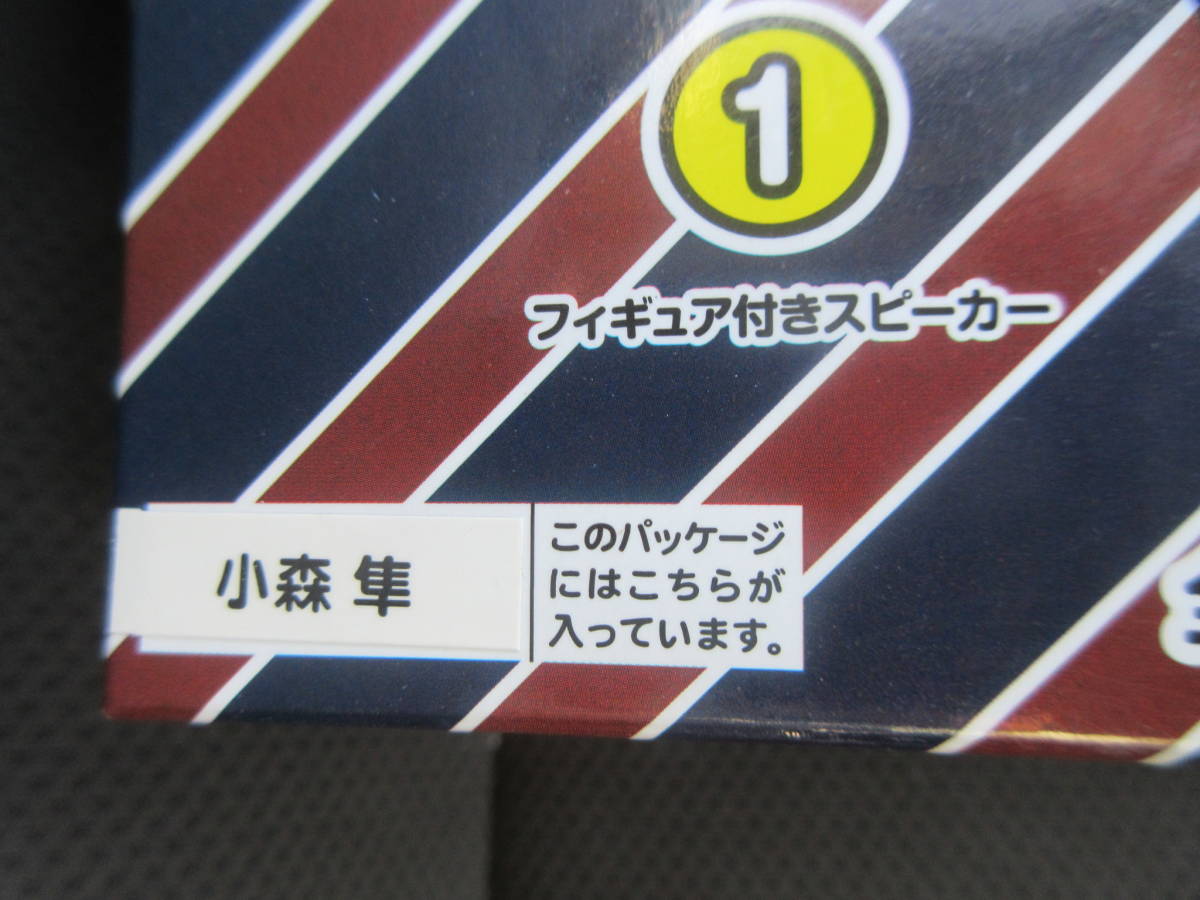 1
フィギュア付きスピーカー
小森 隼
このパッケージ
にはこちらが
入っています。